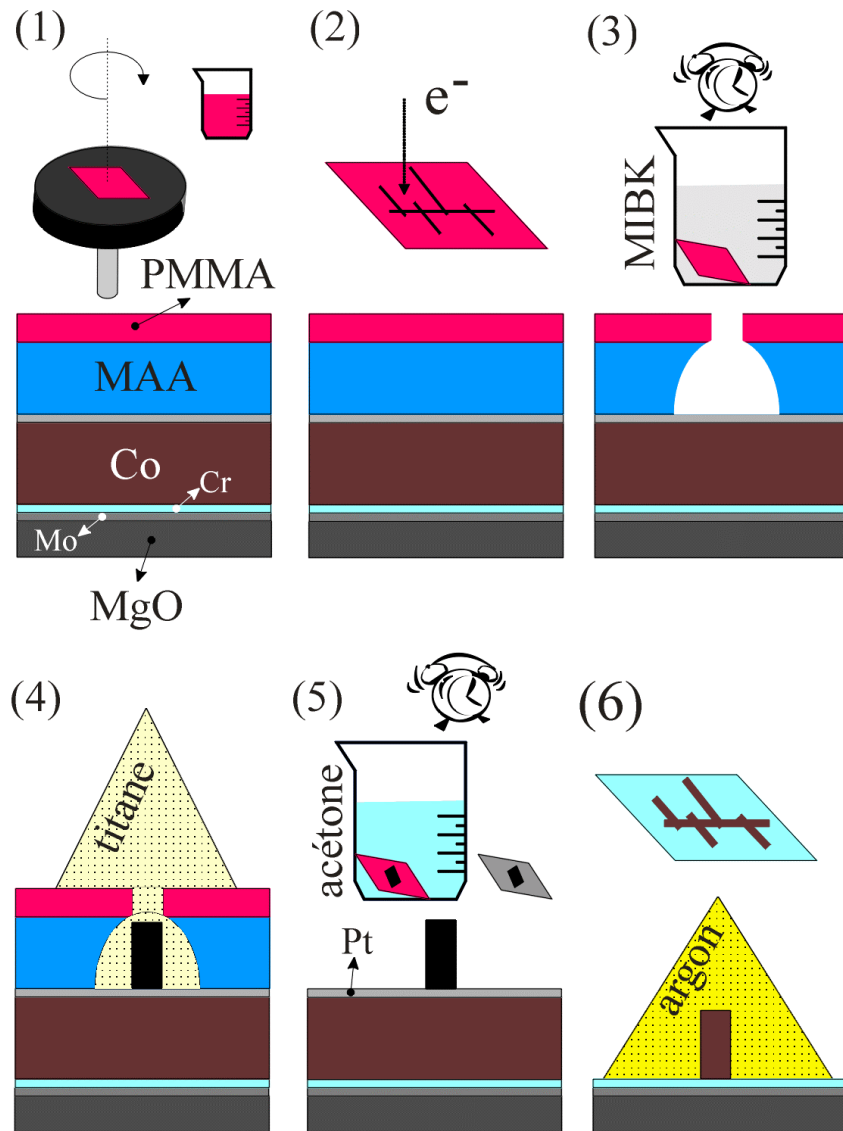 (1)
(2)
(3)
e-
MIBK
PMMA
MAA
Co
Cr
Mo
MgO
(4)
(5)
(6)
titane
acétone
Pt
argon